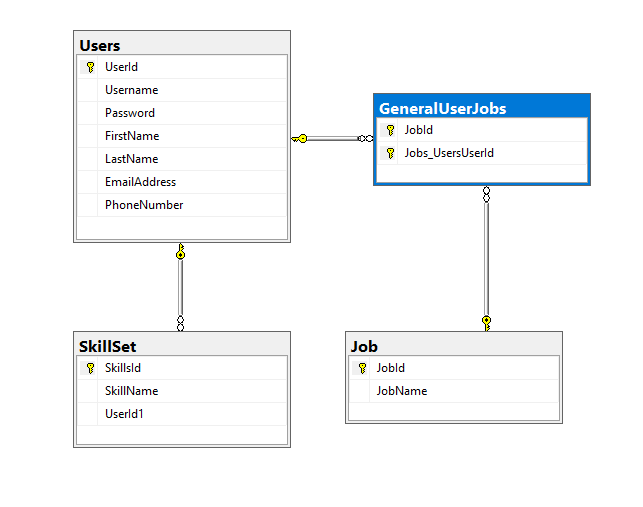 Users
UserId
Username
Password
FirstName
LastName
EmailAddress
PhoneNumber
GeneralUserJobs
JobId
Jobs_UsersUserId
SkillSet
SkillsId
SkillName
UserId1
Job
JobId
JobName